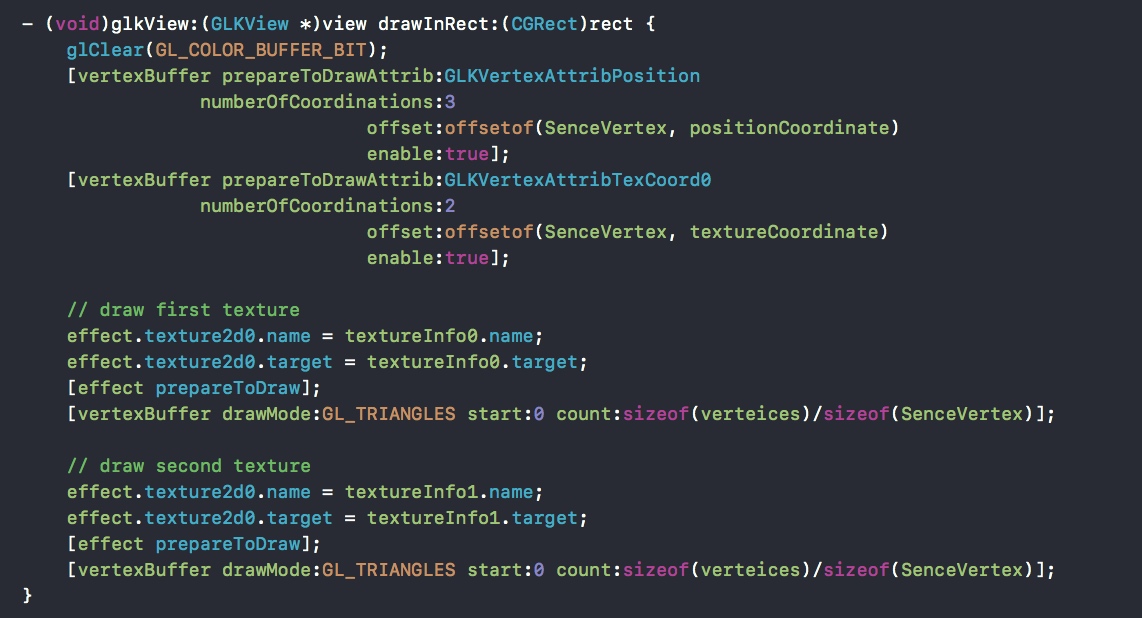 - (void)glkView:(GLKView *)view drawInRect:(CGRect)rect {
    glClear(GL_COLOR_BUFFER_BIT);
    [vertexBuffer prepareToDrawAttrib:GLKVertexAttribPosition
                numberOfCoordinations:3
                               offset:offsetof(SenceVertex, positionCoordinate)
                               enable:true];
    [vertexBuffer prepareToDrawAttrib:GLKVertexAttribTexCoord0
                numberOfCoordinations:2
                               offset:offsetof(SenceVertex, textureCoordinate)
                               enable:true];

    // draw first texture
    effect.texture2d0.name = textureInfo0.name;
    effect.texture2d0.target = textureInfo0.target;
    [effect prepareToDraw];
    [vertexBuffer drawMode:GL_TRIANGLES start:0 count:sizeof(verteices)/sizeof(SenceVertex)];

    // draw second texture
    effect.texture2d0.name = textureInfo1.name;
    effect.texture2d0.target = textureInfo1.target;
    [effect prepareToDraw];
    [vertexBuffer drawMode:GL_TRIANGLES start:0 count:sizeof(verteices)/sizeof(SenceVertex)];
}